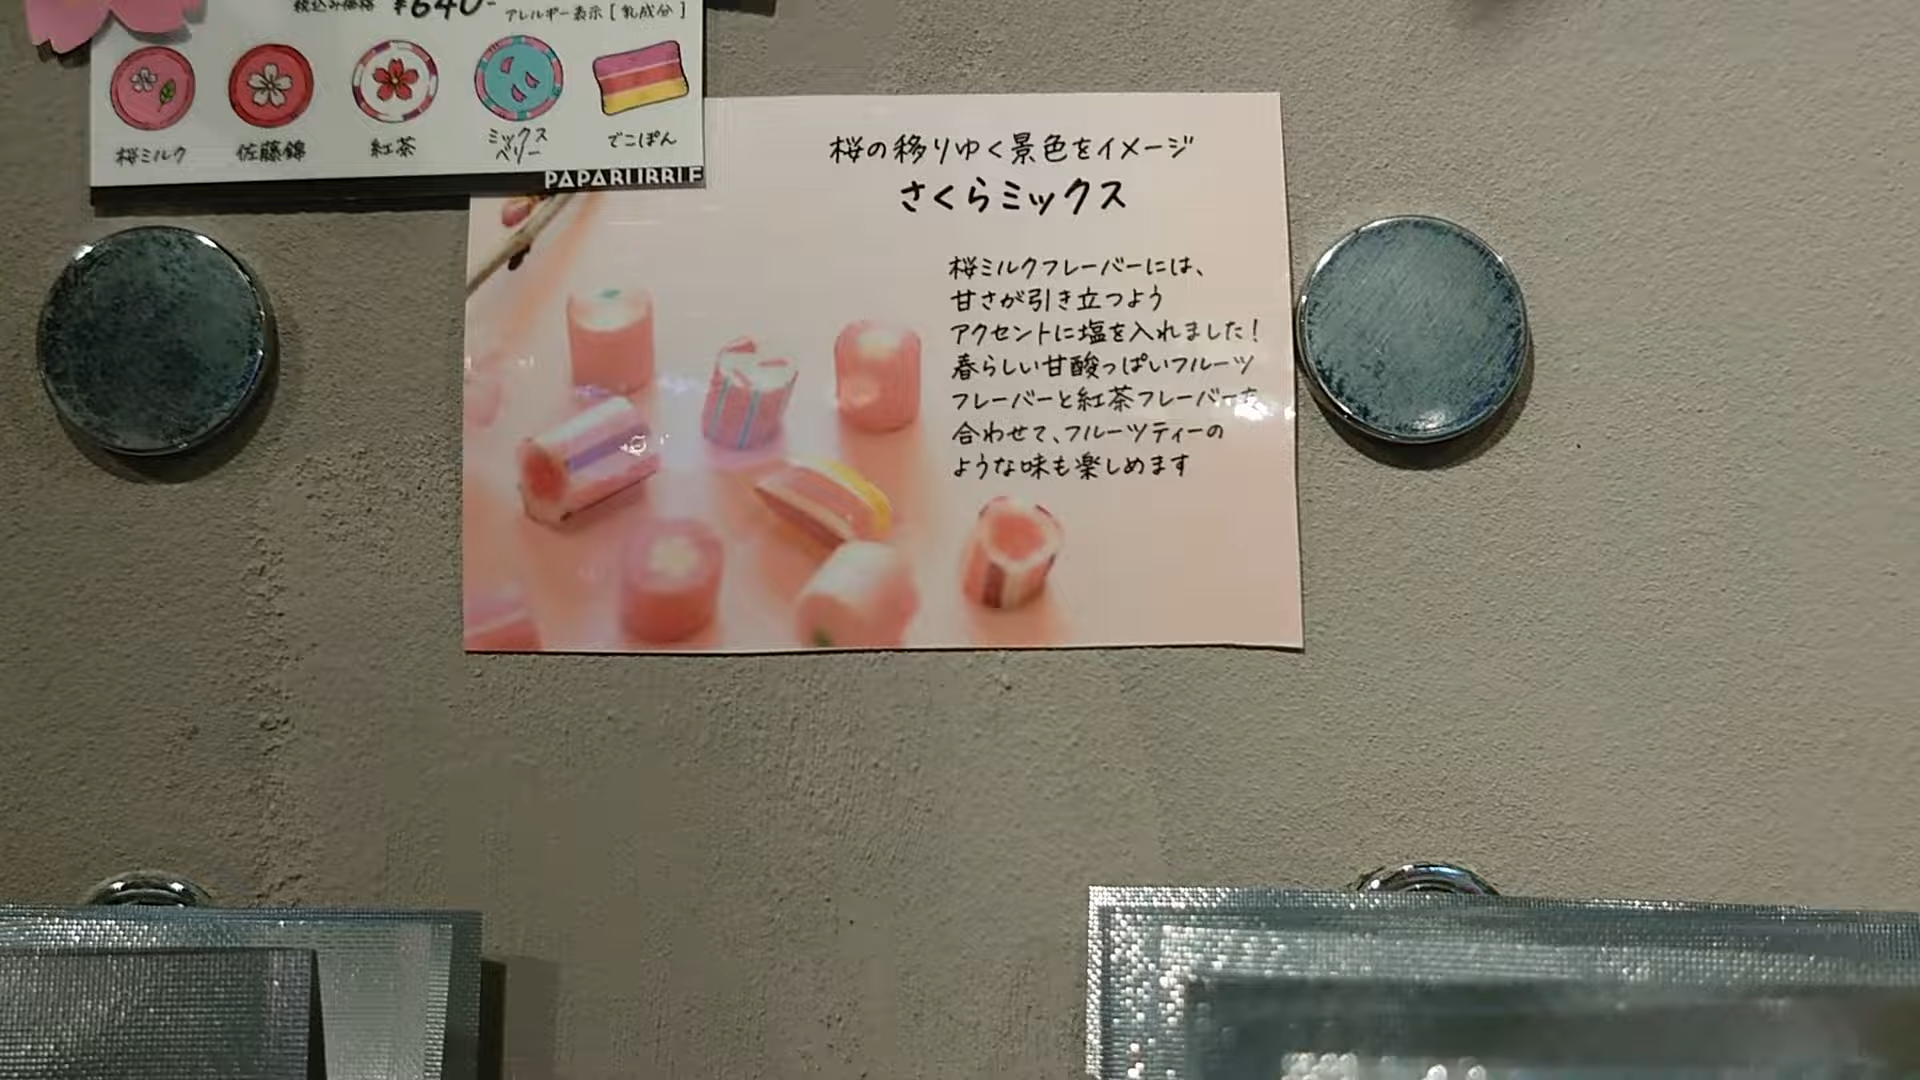 税込み価格 ¥640-
アレルギー表示［乳成分］
桜ミルク
佐藤錦
紅茶
ミックス
ベリー
でこぽん
PAPABUBBLE
桜の移りゆく景色をイメージ
さくらミックス
桜ミルクフレーバーには、
甘さが引き立つよう
アクセントに塩を入れました！
春らしい甘酸っぱいフルーツ
フレーバーと紅茶フレーバーを
合わせて、フルーツティーの
ような味も楽しめます